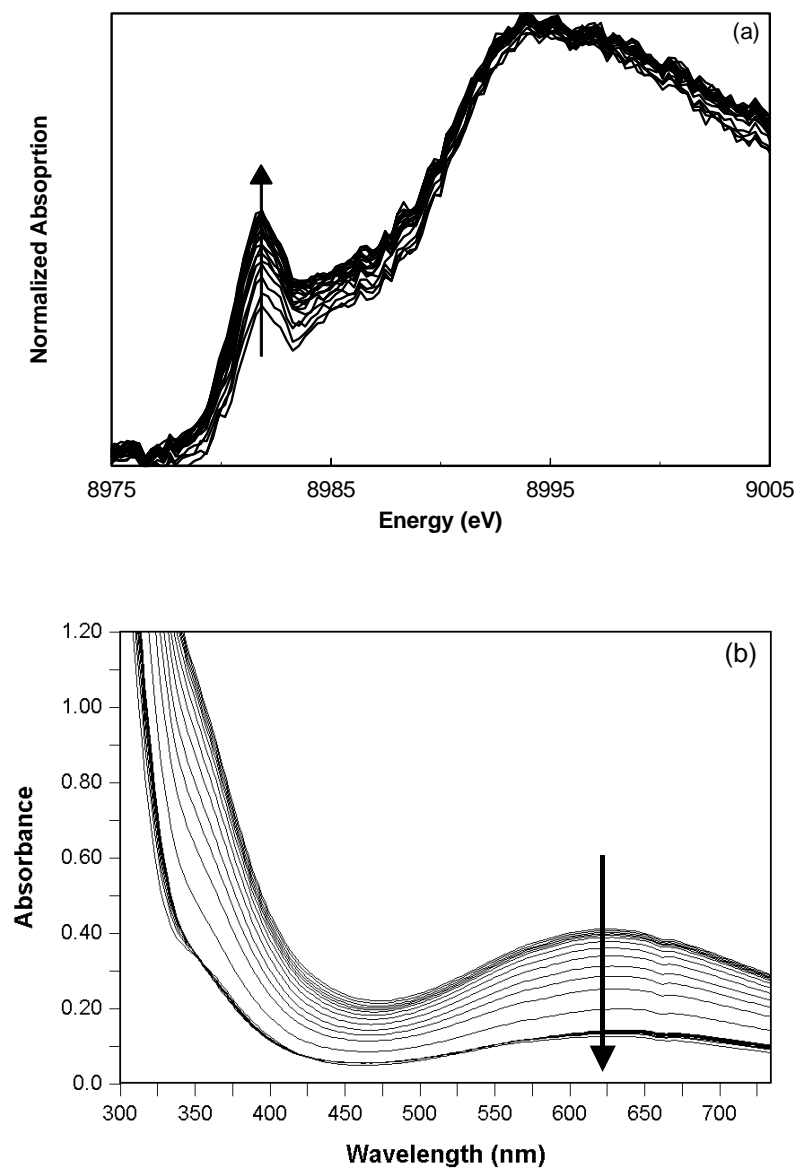 (a)
Normalized Absoprtion
8975 8985 8995 9005
Energy (eV)
(b)
1.20
1.00
0.80
0.60
0.40
0.20
0.0
Absorbance
300 350 400 450 500 550 600 650 700
Wavelength (nm)